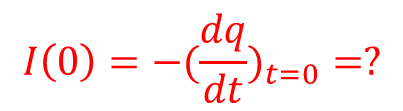 I(0) = −(dq/dt)_{t=0} =?